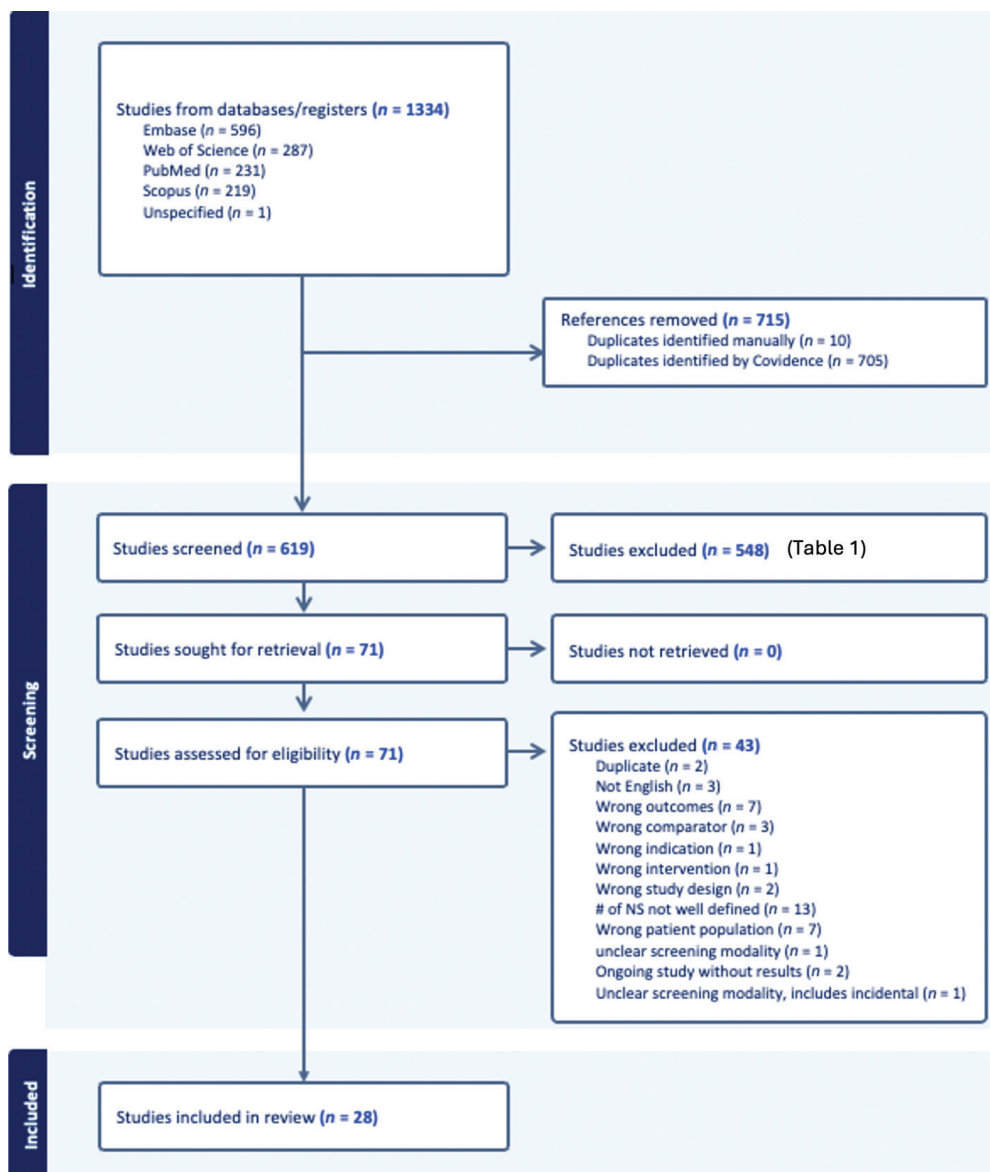 Identification
Studies from databases/registers (n = 1334)
Embase (n = 596)
Web of Science (n = 287)
PubMed (n = 231)
Scopus (n = 219)
Unspecified (n = 1)
References removed (n = 715)
Duplicates identified manually (n = 10)
Duplicates identified by Covidence (n = 705)
Screening
Studies screened (n = 619)
Studies excluded (n = 548) (Table 1)
Studies sought for retrieval (n = 71)
Studies not retrieved (n = 0)
Studies assessed for eligibility (n = 71)
Studies excluded (n = 43)
Duplicate (n = 2)
Not English (n = 3)
Wrong outcomes (n = 7)
Wrong comparator (n = 3)
Wrong indication (n = 1)
Wrong intervention (n = 1)
Wrong study design (n = 2)
# of NS not well defined (n = 13)
Wrong patient population (n = 7)
unclear screening modality (n = 1)
Ongoing study without results (n = 2)
Unclear screening modality, includes incidental (n = 1)
Included
Studies included in review (n = 28)